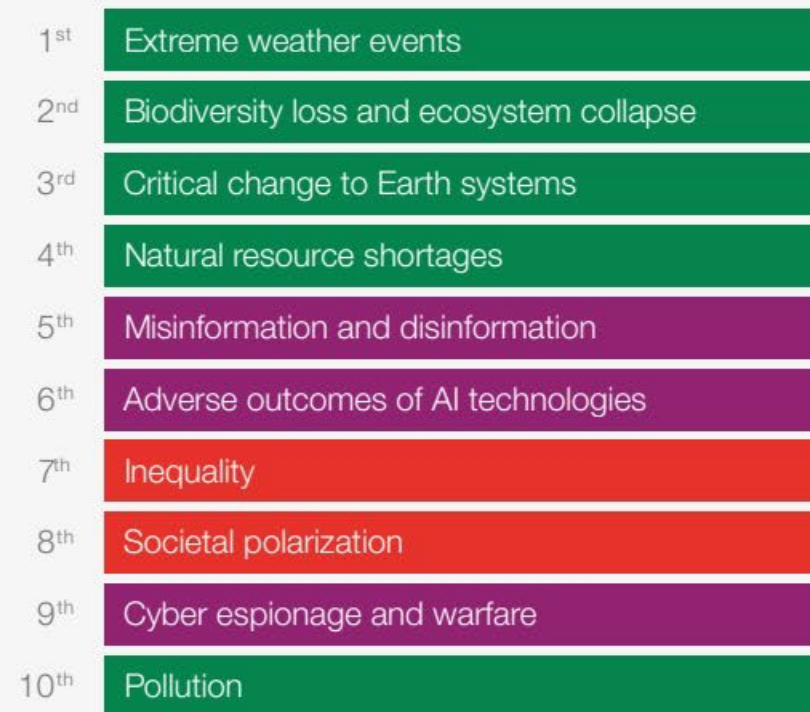 1st Extreme weather events
2nd Biodiversity loss and ecosystem collapse
3rd Critical change to Earth systems
4th Natural resource shortages
5th Misinformation and disinformation
6th Adverse outcomes of AI technologies
7th Inequality
8th Societal polarization
9th Cyber espionage and warfare
10th Pollution